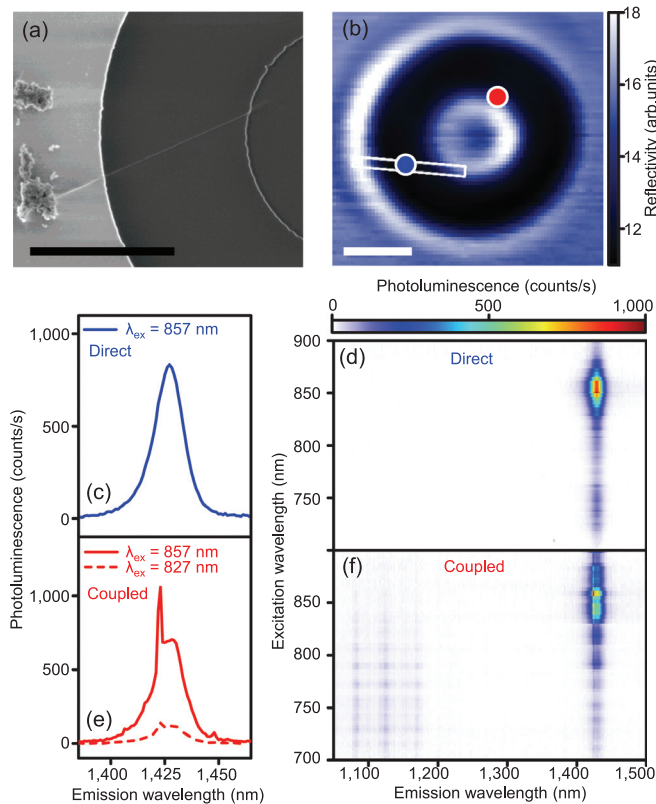 (a)
(b)
18
16
14
12
Reflectivity (arb.units)
Photoluminescence (counts/s)
0 500 1,000
λex = 857 nm
Direct
(c)
1,000
500
0
Photoluminescence (counts/s)
λex = 857 nm
λex = 827 nm
Coupled
(e)
1,000
500
0
1,400 1,425 1,450
Emission wavelength (nm)
(d)
Direct
900
850
800
750
Excitation wavelength (nm)
(f)
Coupled
850
800
750
700
1,100 1,200 1,300 1,400 1,500
Emission wavelength (nm)